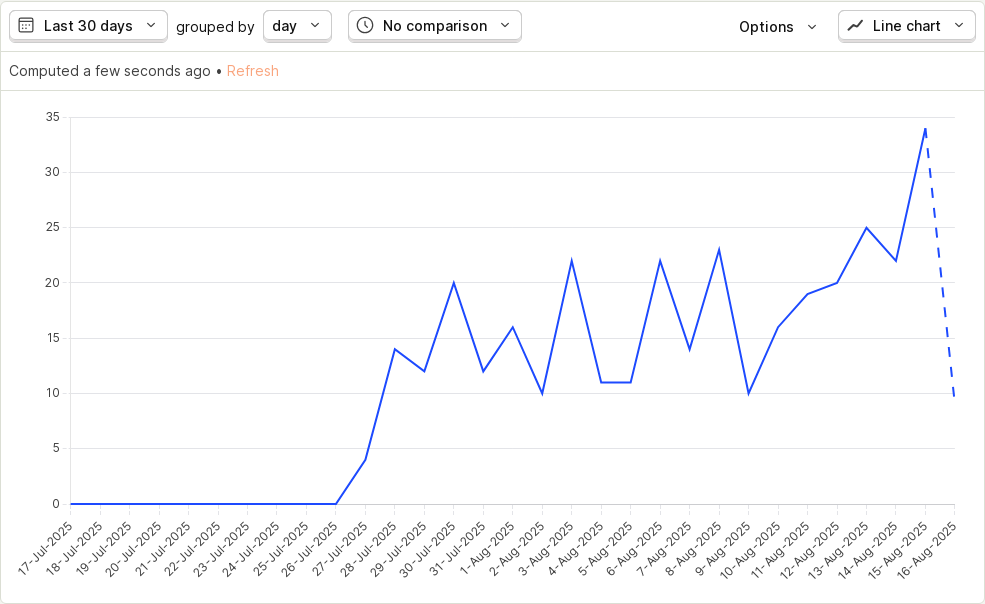 Last 30 days grouped by day No comparison Options Line chart
Computed a few seconds ago • Refresh
35
30
25
20
15
10
5
0
17-Jul-2025
18-Jul-2025
19-Jul-2025
20-Jul-2025
21-Jul-2025
22-Jul-2025
23-Jul-2025
24-Jul-2025
25-Jul-2025
26-Jul-2025
27-Jul-2025
28-Jul-2025
29-Jul-2025
30-Jul-2025
31-Jul-2025
1-Aug-2025
2-Aug-2025
3-Aug-2025
4-Aug-2025
5-Aug-2025
6-Aug-2025
7-Aug-2025
8-Aug-2025
9-Aug-2025
10-Aug-2025
11-Aug-2025
12-Aug-2025
13-Aug-2025
14-Aug-2025
15-Aug-2025
16-Aug-2025